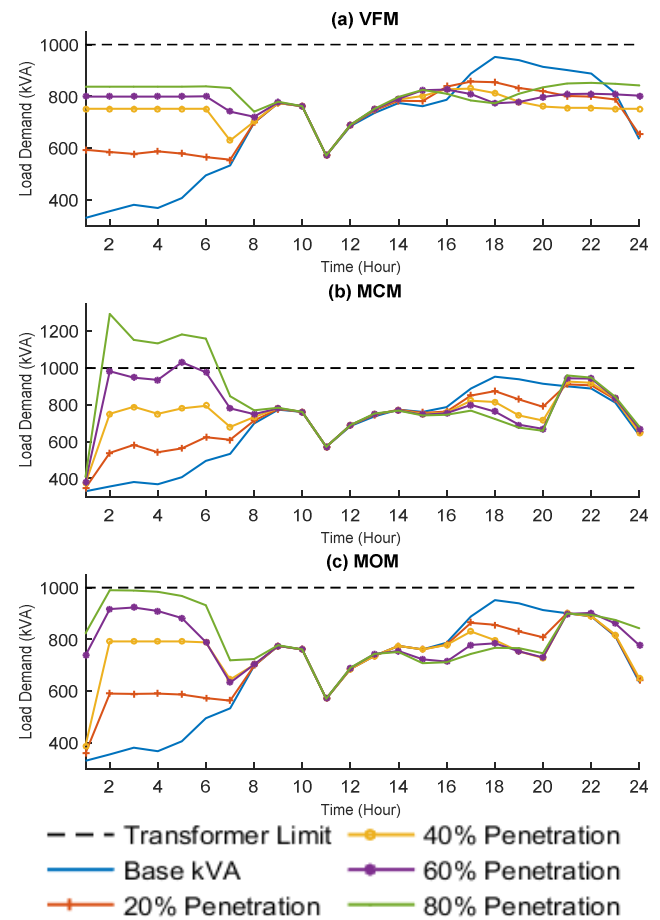 (a) VFM
1000
800
600
400
Load Demand (kVA)
2 4 6 8 10 12 14 16 18 20 22 24
Time (Hour)
(b) MCM
1200
1000
800
600
400
Load Demand (kVA)
2 4 6 8 10 12 14 16 18 20 22 24
Time (Hour)
(c) MOM
1000
800
600
400
Load Demand (kVA)
2 4 6 8 10 12 14 16 18 20 22 24
Time (Hour)
Transformer Limit
Base kVA
20% Penetration
40% Penetration
60% Penetration
80% Penetration